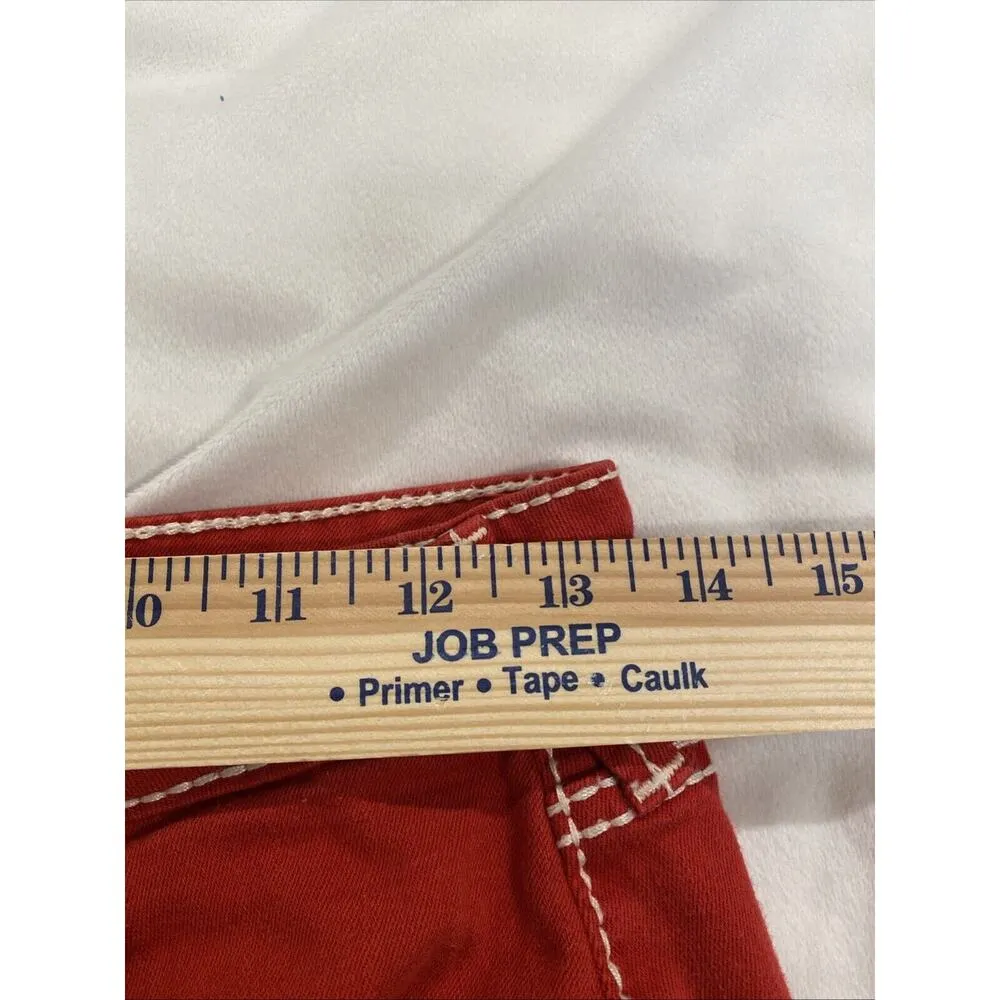 0 11 12 13 14 15
JOB PREP
• Primer • Tape • Caulk